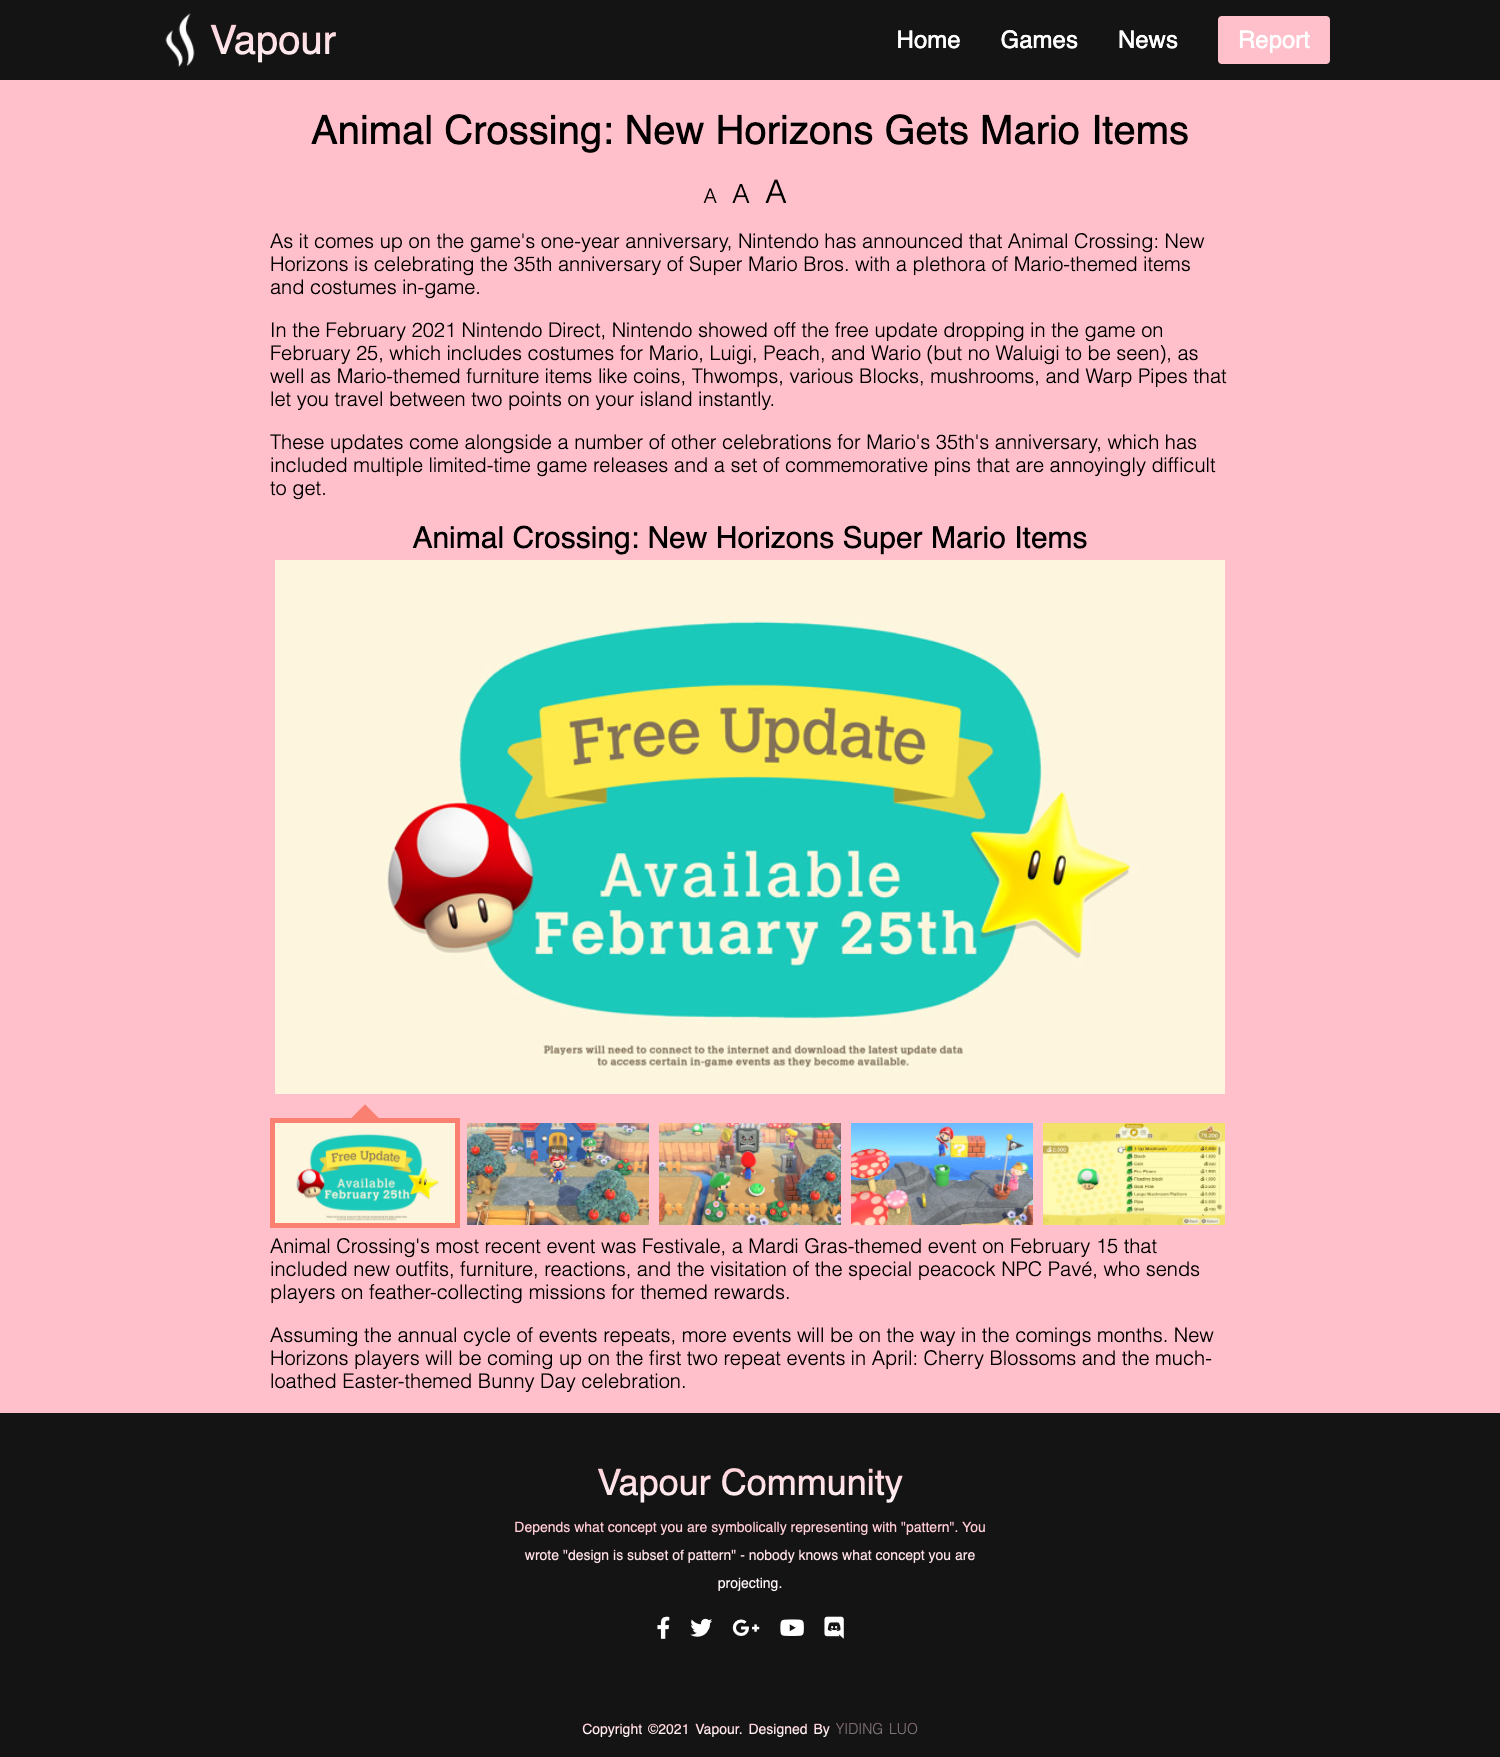 Vapour
Home Games News Report
Animal Crossing: New Horizons Gets Mario Items
A A A
As it comes up on the game's one-year anniversary, Nintendo has announced that Animal Crossing: New
Horizons is celebrating the 35th anniversary of Super Mario Bros. with a plethora of Mario-themed items
and costumes in-game.
In the February 2021 Nintendo Direct, Nintendo showed off the free update dropping in the game on
February 25, which includes costumes for Mario, Luigi, Peach, and Wario (but no Waluigi to be seen), as
well as Mario-themed furniture items like coins, Thwomps, various Blocks, mushrooms, and Warp Pipes that
let you travel between two points on your island instantly.
These updates come alongside a number of other celebrations for Mario's 35th's anniversary, which has
included multiple limited-time game releases and a set of commemorative pins that are annoyingly difficult
to get.
Animal Crossing: New Horizons Super Mario Items
Free Update
Available
February 25th
Players will need to connect to the internet and download the latest update data
to access certain in-game events as they become available.
Free Update
Available
February 25th
Animal Crossing's most recent event was Festivale, a Mardi Gras-themed event on February 15 that
included new outfits, furniture, reactions, and the visitation of the special peacock NPC Pavé, who sends
players on feather-collecting missions for themed rewards.
Assuming the annual cycle of events repeats, more events will be on the way in the comings months. New
Horizons players will be coming up on the first two repeat events in April: Cherry Blossoms and the much-
loathed Easter-themed Bunny Day celebration.
Vapour Community
Depends what concept you are symbolically representing with "pattern". You
wrote "design is subset of pattern" - nobody knows what concept you are
projecting.
Copyright ©2021 Vapour. Designed By YIDING LUO